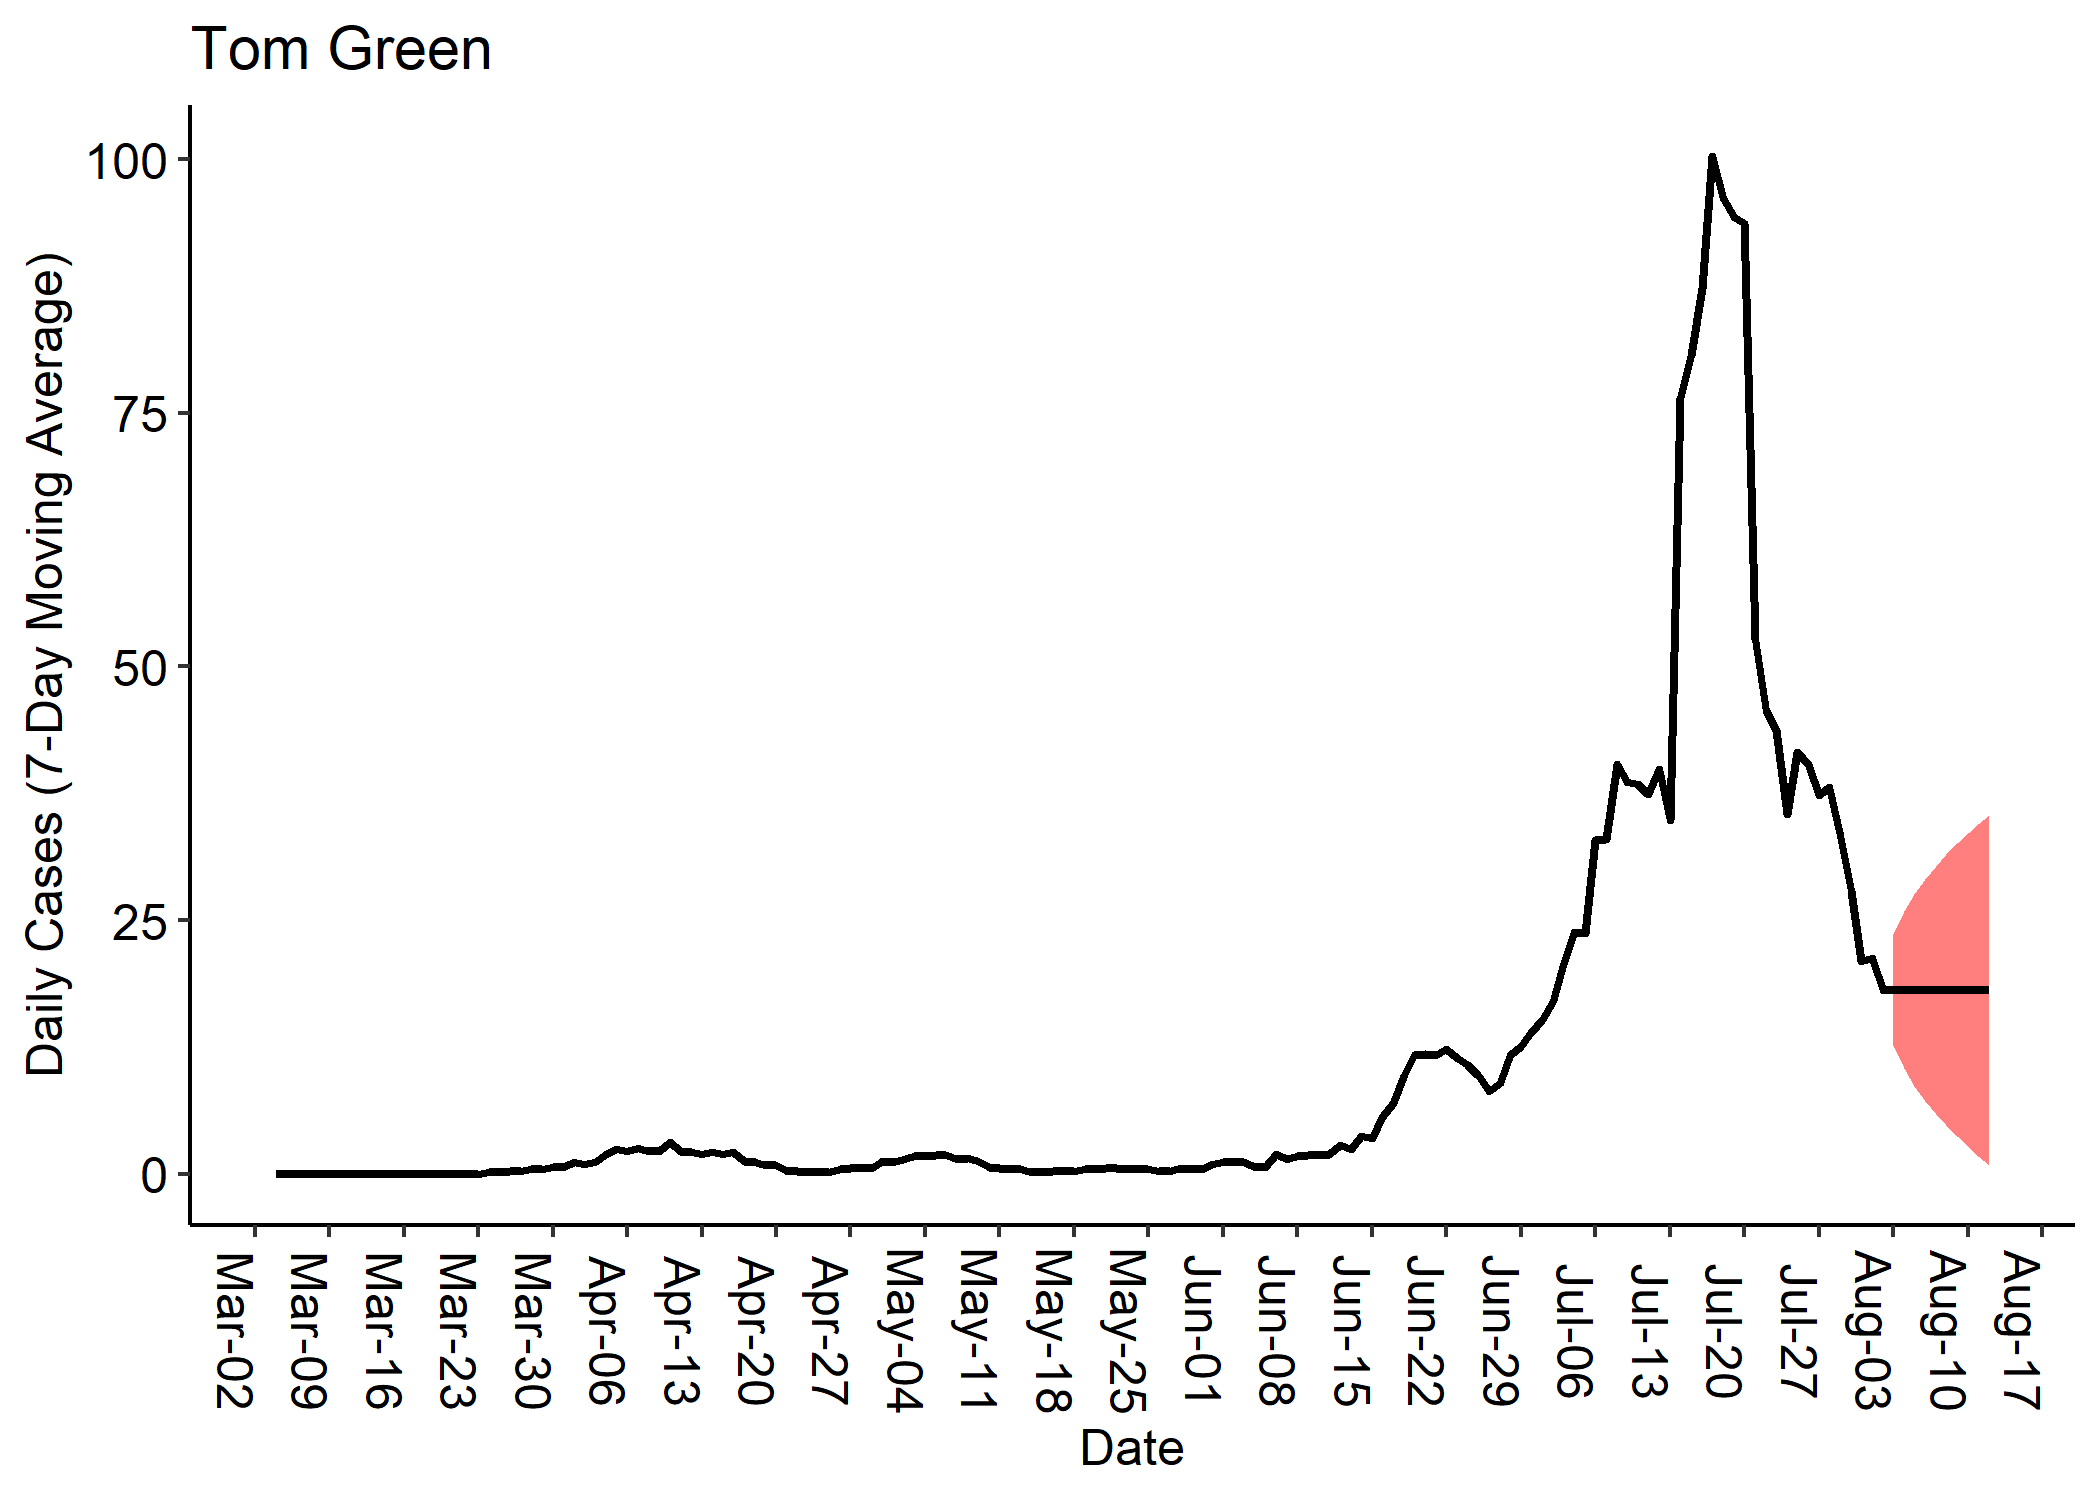 Tom Green
Daily Cases (7-Day Moving Average)
100
75
50
25
0
Mar-02
Mar-09
Mar-16
Mar-23
Mar-30
Apr-06
Apr-13
Apr-20
Apr-27
May-04
May-11
May-18
May-25
Jun-01
Jun-08
Jun-15
Jun-22
Jun-29
Jul-06
Jul-13
Jul-20
Jul-27
Aug-03
Aug-10
Aug-17
Date